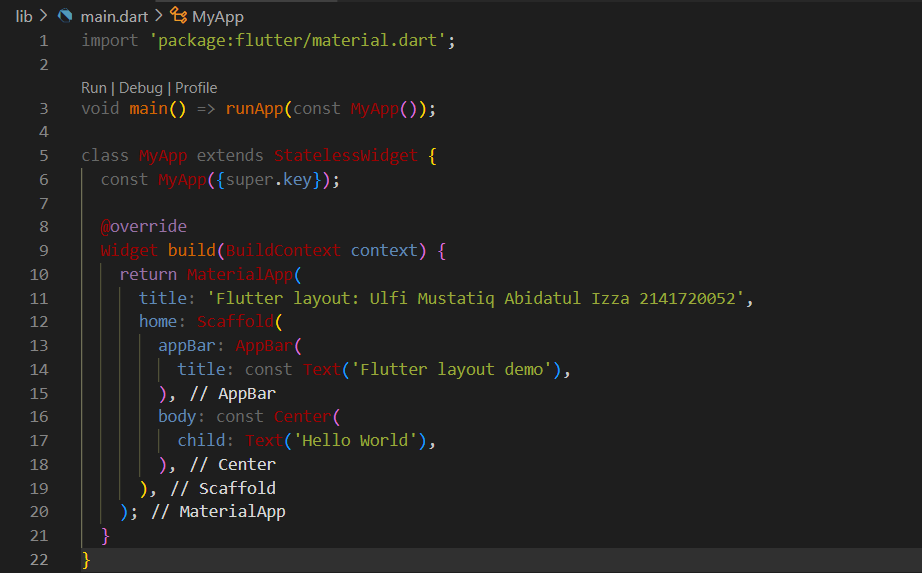 lib > main.dart > MyApp
1 import 'package:flutter/material.dart';
2
Run | Debug | Profile
3 void main() => runApp(const MyApp());
4
5 class MyApp extends StatelessWidget {
6   const MyApp({super.key});
7
8   @override
9   Widget build(BuildContext context) {
10     return MaterialApp(
11       title: 'Flutter layout: Ulfi Mustatiq Abidatul Izza 2141720052',
12       home: Scaffold(
13         appBar: AppBar(
14           title: const Text('Flutter layout demo'),
15         ), // AppBar
16         body: const Center(
17           child: Text('Hello World'),
18         ), // Center
19       ), // Scaffold
20     ); // MaterialApp
21   }
22 }